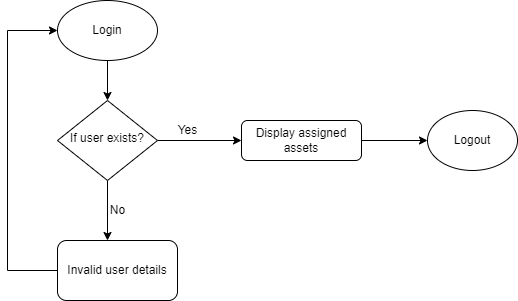 Login
If user exists?
Yes
Display assigned
assets
Logout
No
Invalid user details